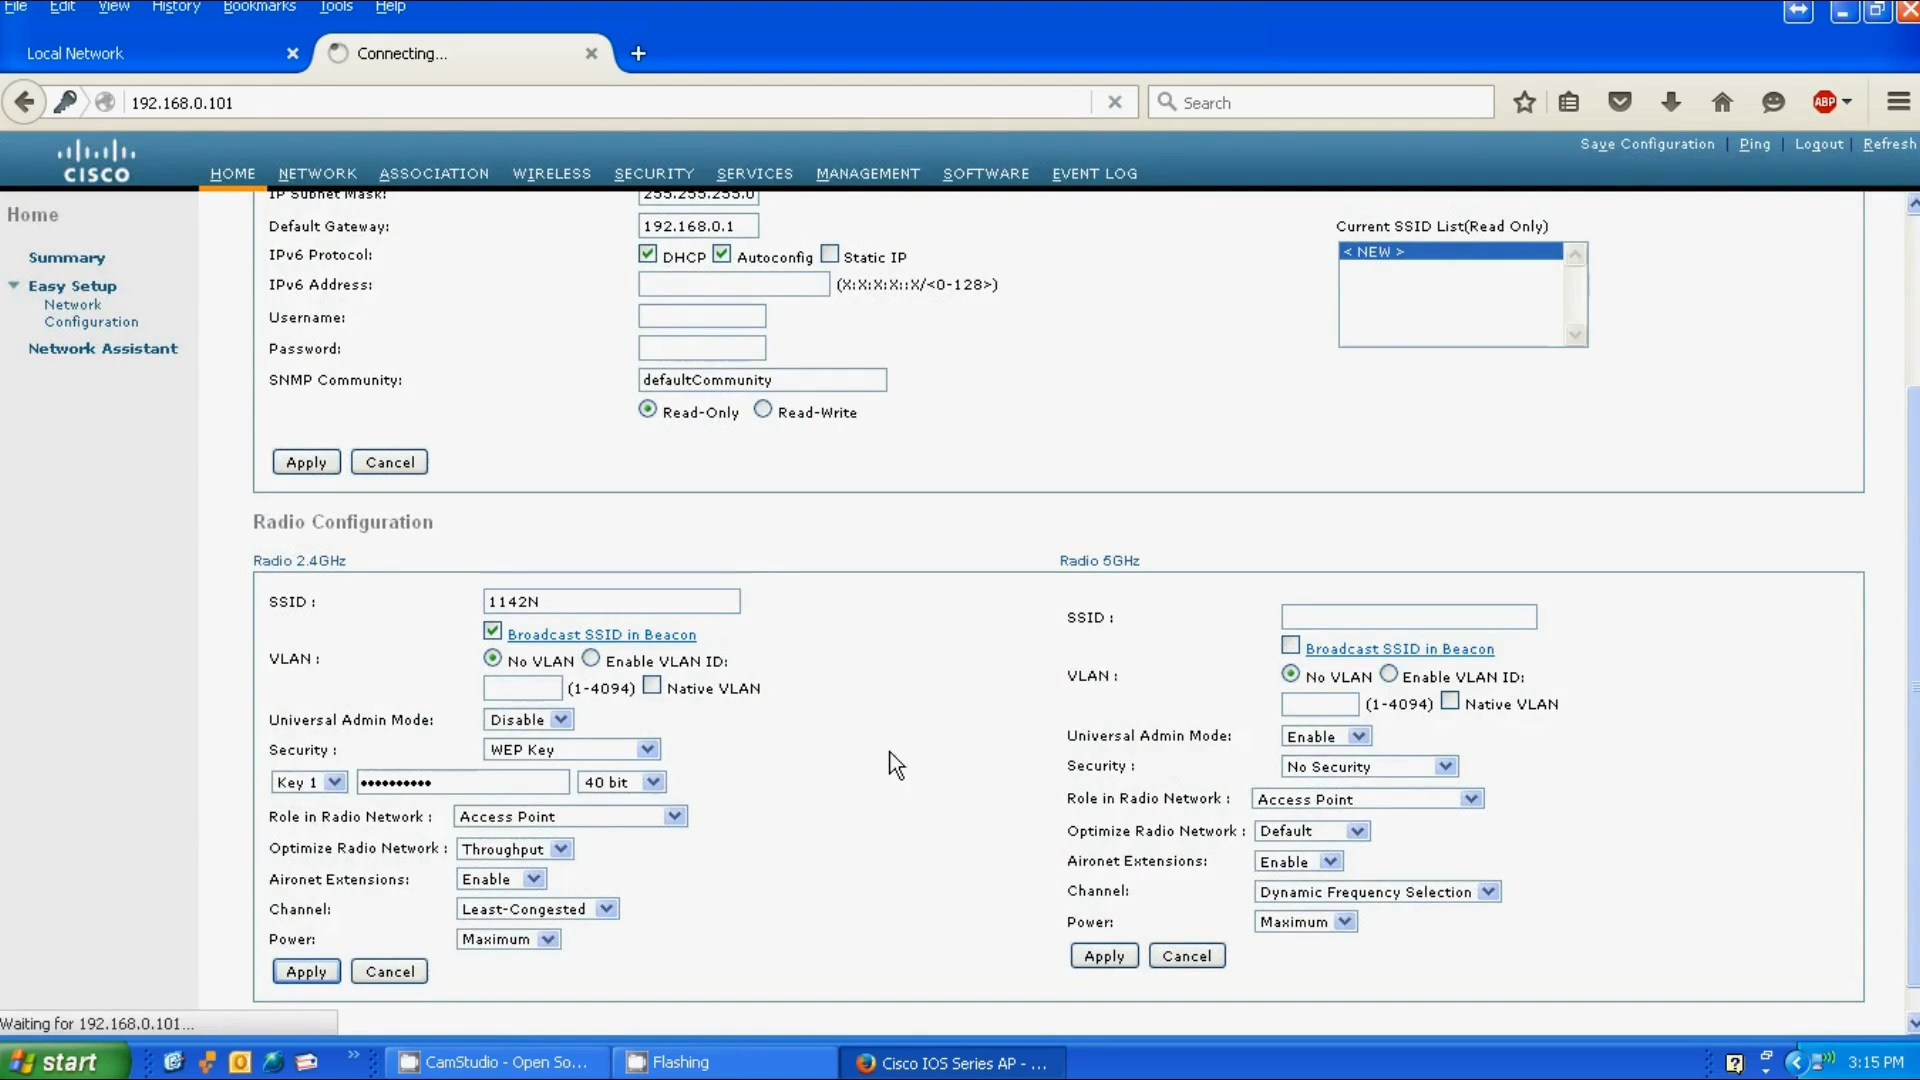 File Edit View History Bookmarks Tools Help
Local Network
Connecting...
192.168.0.101
Search
ABP
CISCO
HOME NETWORK ASSOCIATION WIRELESS SECURITY SERVICES MANAGEMENT SOFTWARE EVENT LOG
Save Configuration | Ping | Logout | Refresh
Home
Summary
Easy Setup
Network
Configuration
Network Assistant
IP Subnet Mask: 255.255.255.0
Default Gateway: 192.168.0.1
IPv6 Protocol: DHCP Autoconfig Static IP
IPv6 Address: (X:X:X:X::X/<0-128>)
Username:
Password:
SNMP Community: defaultCommunity
Read-Only Read-Write
Apply Cancel
Current SSID List(Read Only)
< NEW >
Radio Configuration
Radio 2.4GHz
SSID : 1142N
Broadcast SSID in Beacon
VLAN : No VLAN Enable VLAN ID:
(1-4094) Native VLAN
Universal Admin Mode: Disable
Security : WEP Key
Key 1 •••••••••• 40 bit
Role in Radio Network : Access Point
Optimize Radio Network : Throughput
Aironet Extensions: Enable
Channel: Least-Congested
Power: Maximum
Apply Cancel
Radio 5GHz
SSID :
Broadcast SSID in Beacon
VLAN : No VLAN Enable VLAN ID:
(1-4094) Native VLAN
Universal Admin Mode: Enable
Security : No Security
Role in Radio Network : Access Point
Optimize Radio Network : Default
Aironet Extensions: Enable
Channel: Dynamic Frequency Selection
Power: Maximum
Apply Cancel
Waiting for 192.168.0.101...
start
CamStudio - Open So...
Flashing
Cisco IOS Series AP - ...
3:15 PM